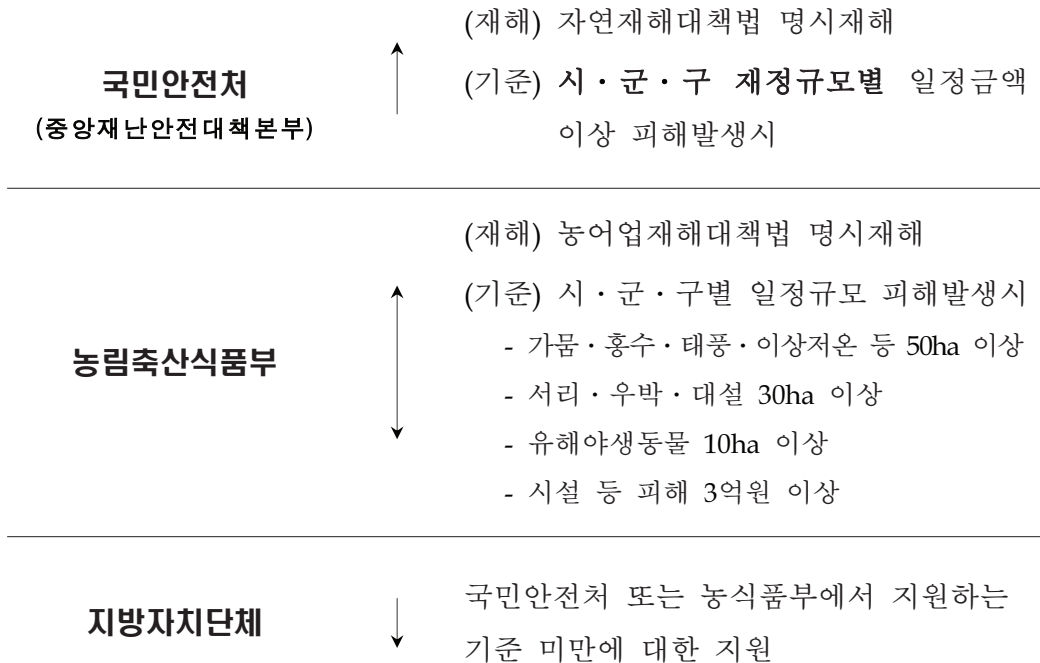 (재해) 자연재해대책법 명시재해
국민안전처
(중앙재난안전대책본부)
(기준) 시・군・구 재정규모별 일정금액
이상 피해발생시
(재해) 농어업재해대책법 명시재해
(기준) 시・군・구별 일정규모 피해발생시
농림축산식품부
- 가뭄・홍수・태풍・이상저온 등 50ha 이상
- 서리・우박・대설 30ha 이상
- 유해야생동물 10ha 이상
- 시설 등 피해 3억원 이상
지방자치단체
국민안전처 또는 농식품부에서 지원하는
기준 미만에 대한 지원